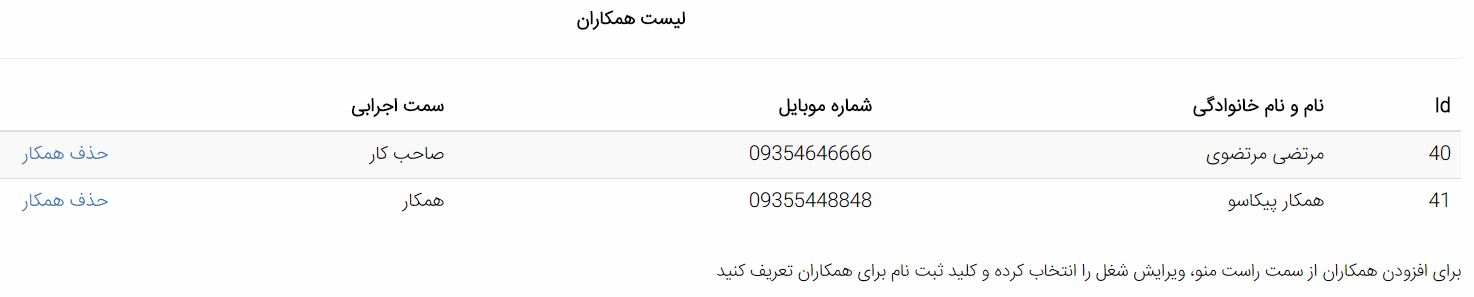 لیست همکاران
Id نام و نام خانوادگی شماره موبایل سمت اجرابی
40 مرتضی مرتضوی 09354646666 صاحب کار حذف همکار
41 همکار پیکاسو 09355448848 همکار حذف همکار
برای افزودن همکاران از سمت راست منو، ویرایش شغل را انتخاب کرده و کلید ثبت نام برای همکاران تعریف کنید